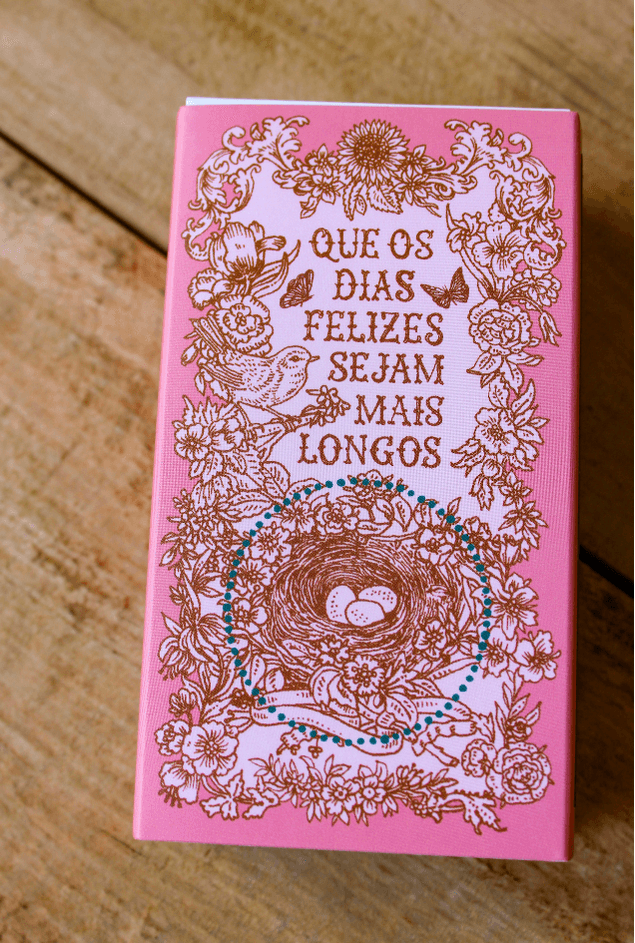 QUE OS
DIAS
FELIZES
SEJAM
MAIS
LONGOS